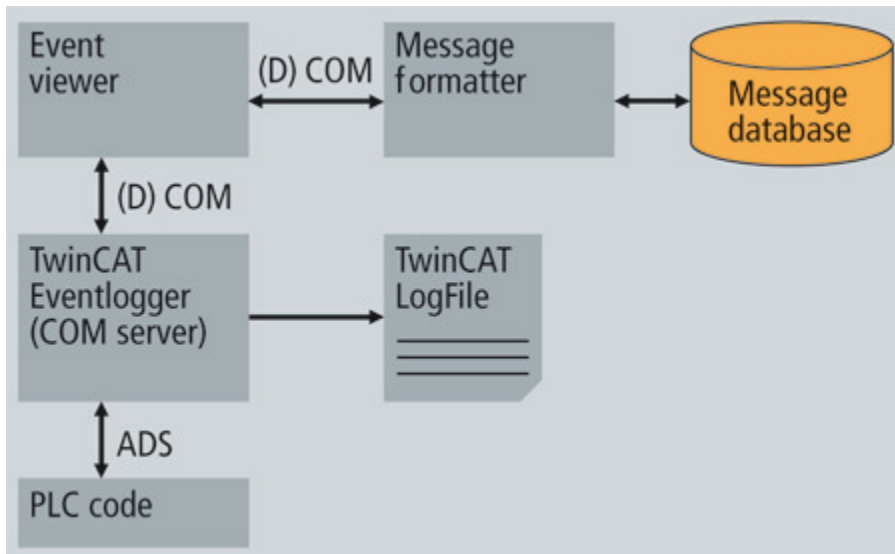 Event
viewer
(D) COM
Message
formatter
Message
database
(D) COM
TwinCAT
Eventlogger
(COM server)
TwinCAT
LogFile
ADS
PLC code